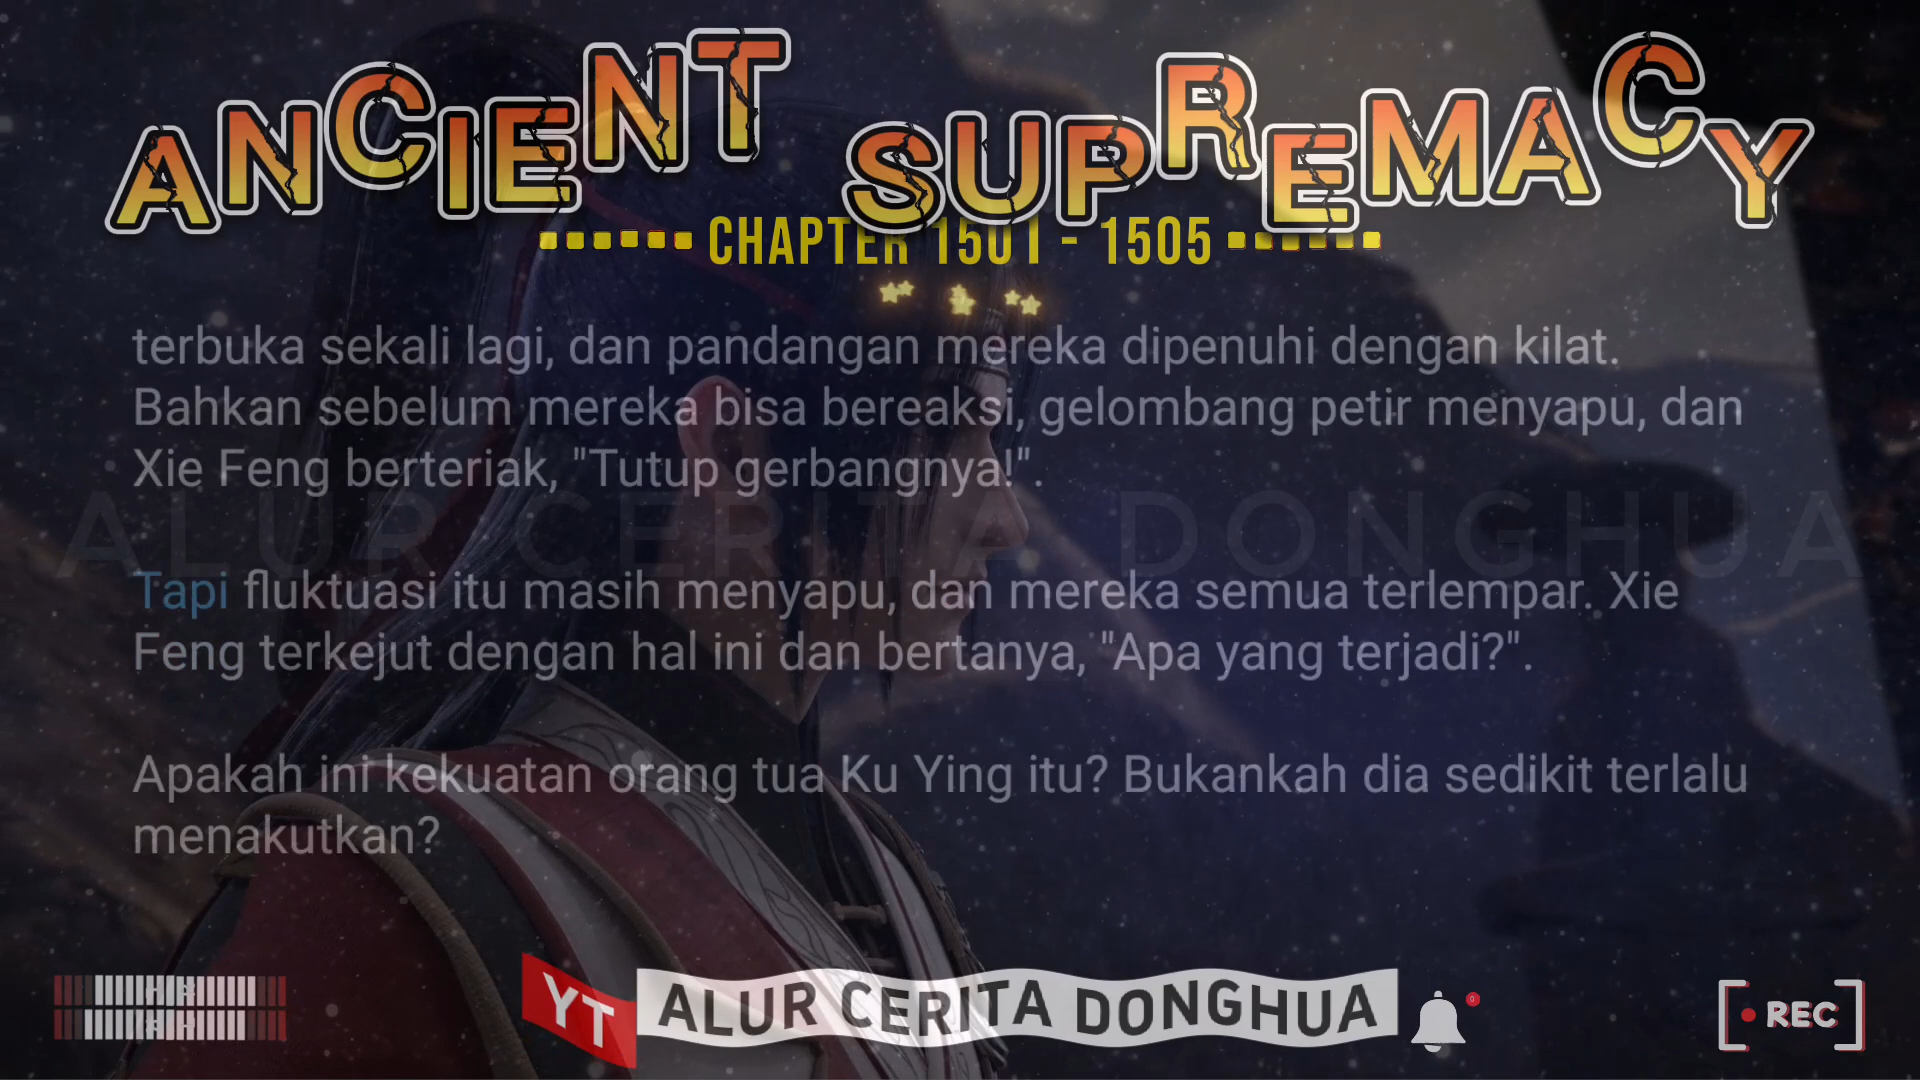 ANCIENT SUPREMACY
CHAPTER 1501 - 1505
terbuka sekali lagi, dan pandangan mereka dipenuhi dengan kilat.
Bahkan sebelum mereka bisa bereaksi, gelombang petir menyapu, dan
Xie Feng berteriak, "Tutup gerbangnya!".
ALUR CERITA DONGHUA
Tapi fluktuasi itu masih menyapu, dan mereka semua terlempar. Xie
Feng terkejut dengan hal ini dan bertanya, "Apa yang terjadi?".
Apakah ini kekuatan orang tua Ku Ying itu? Bukankah dia sedikit terlalu
menakutkan?
YT ALUR CERITA DONGHUA
REC